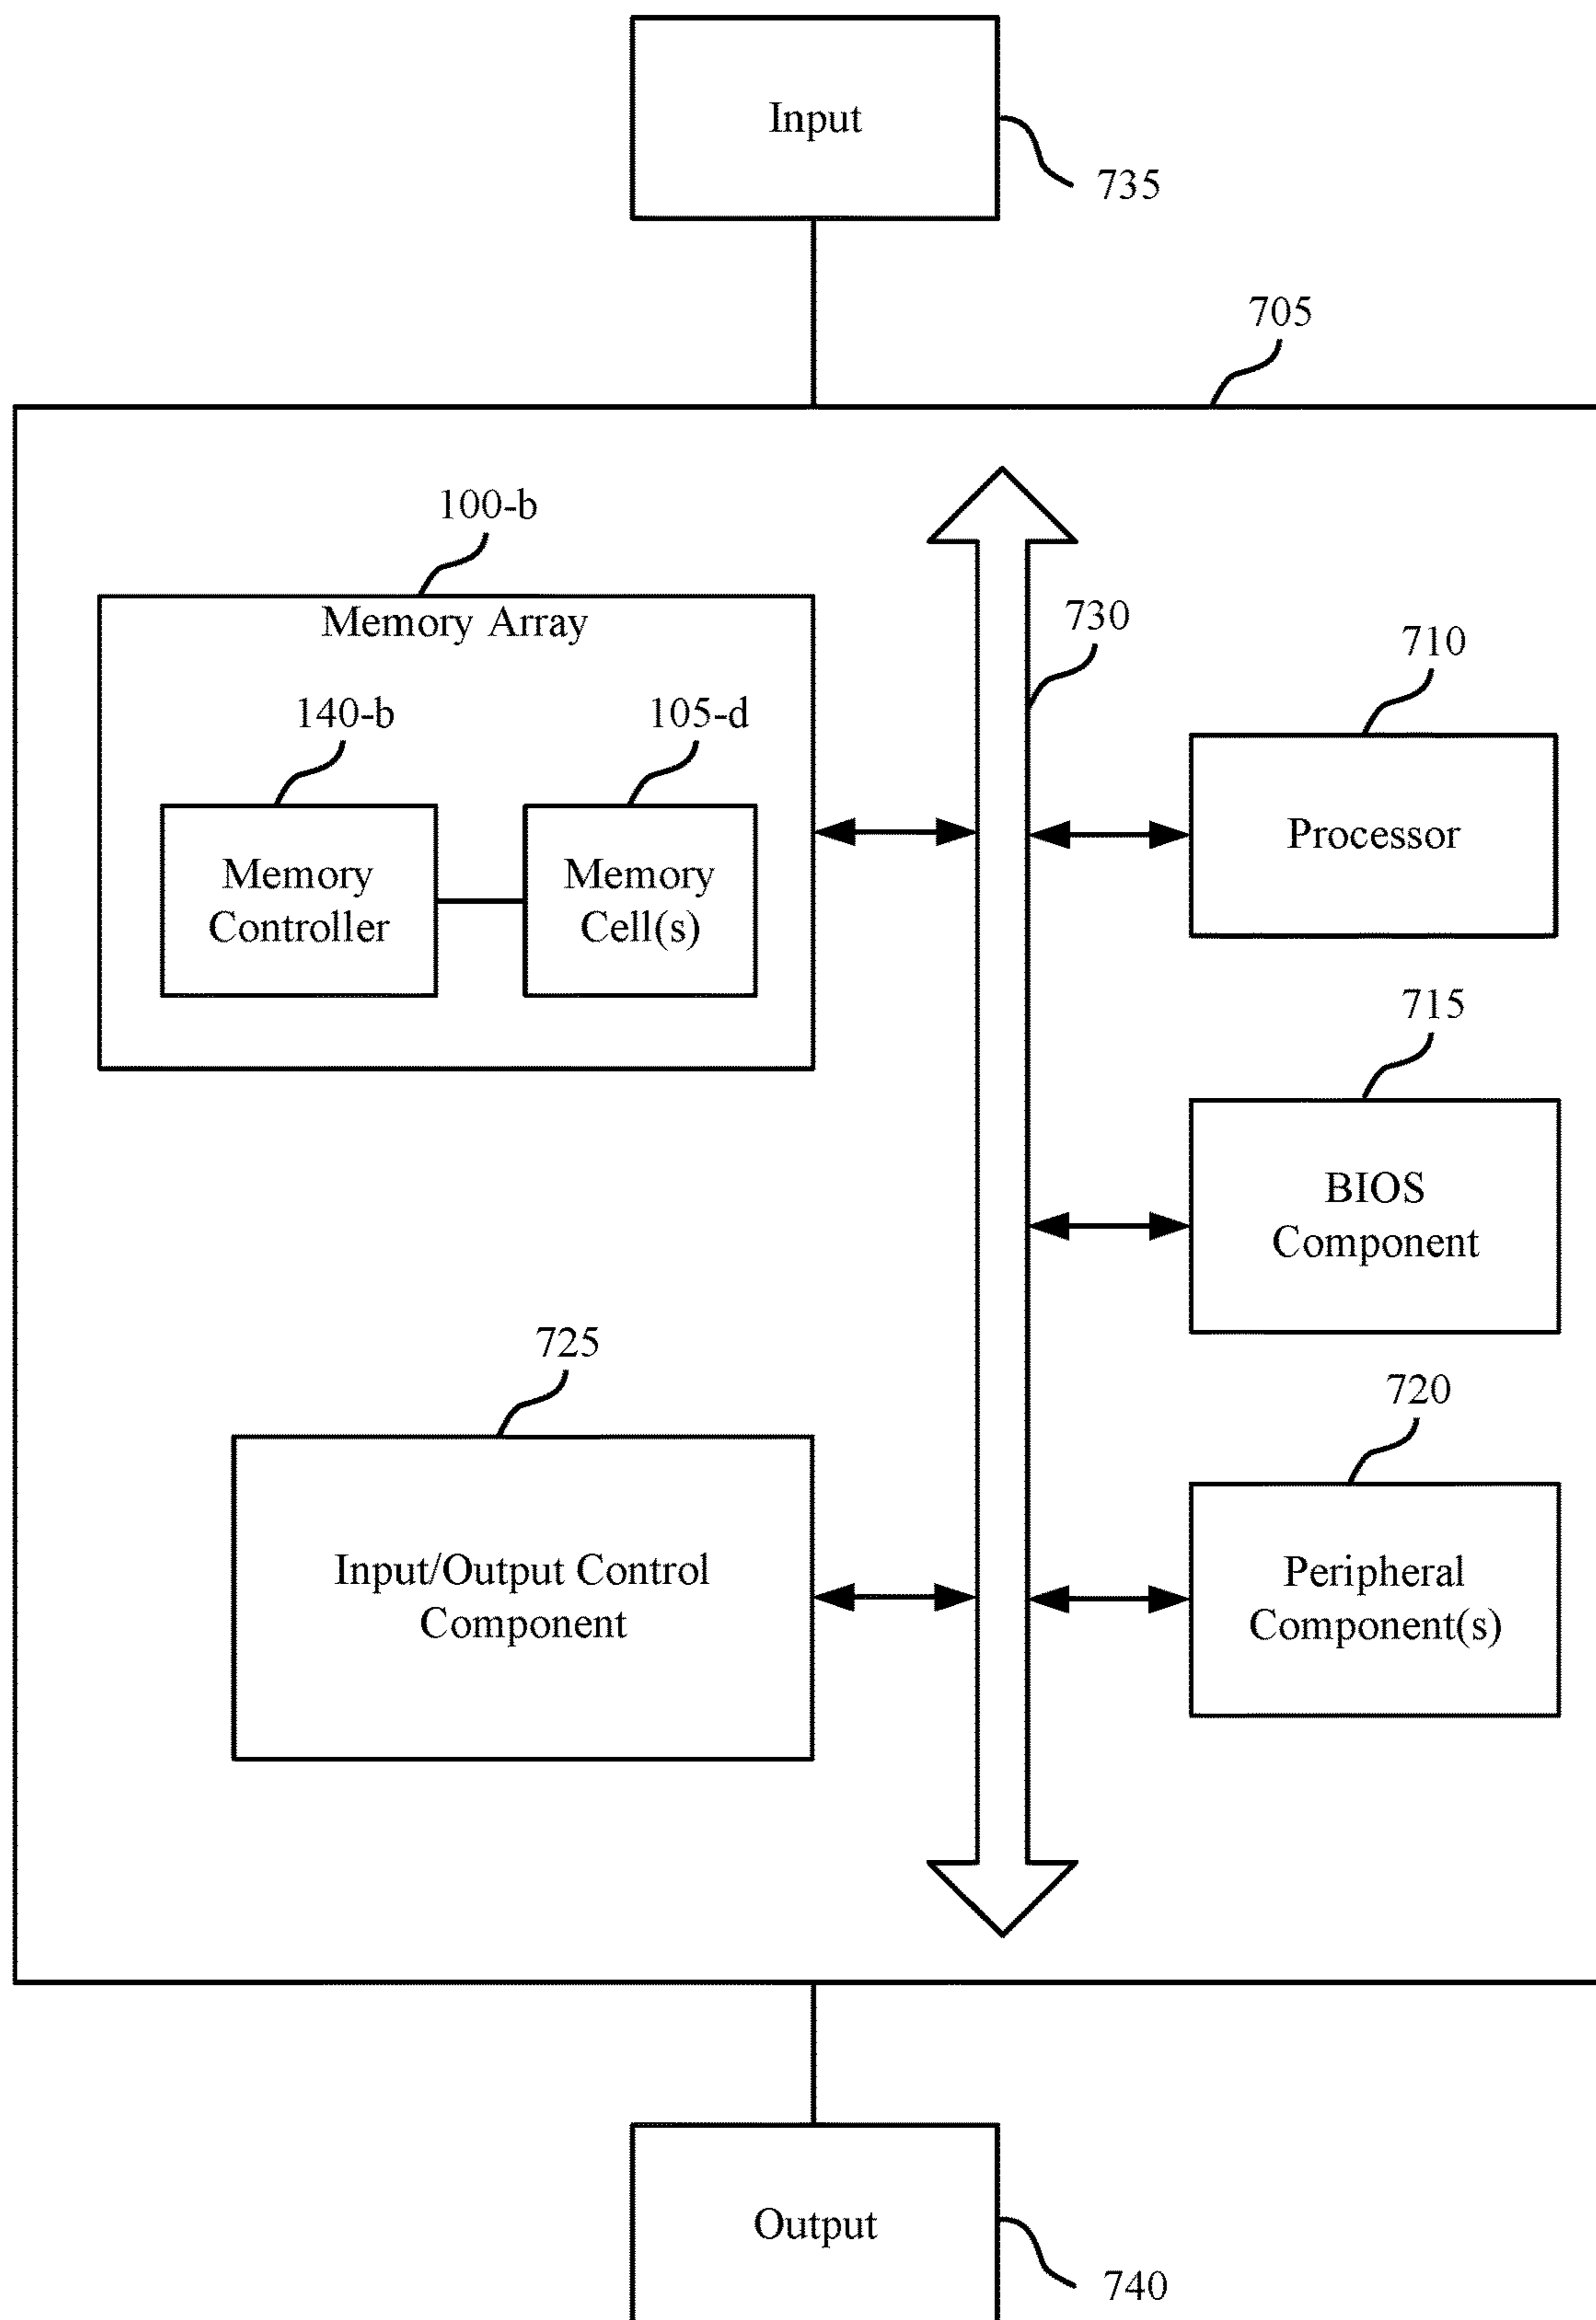 Input
735
705
100-b
Memory Array
730
710
140-b
105-d
Processor
Memory
Controller
Memory
Cell(s)
715
BIOS
Component
725
720
Input/Output Control
Component
Peripheral
Component(s)
Output
740